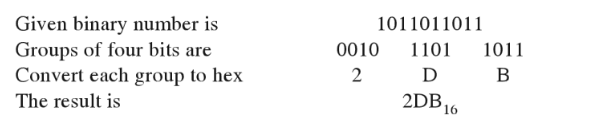 Given binary number is 1011011011
Groups of four bits are 0010 1101 1011
Convert each group to hex 2 D B
The result is 2DB₁₆